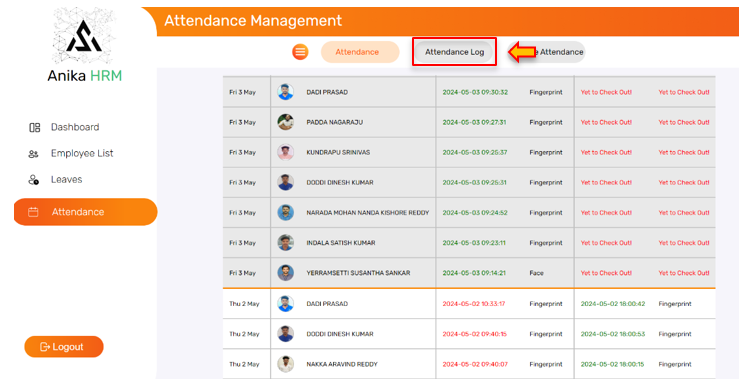 Attendance Management
Anika HRM
Attendance
Attendance Log
Attendance
Dashboard
Employee List
Leaves
Attendance
Logout
Fri 3 May DADI PRASAD 2024-05-03 09:30:32 Fingerprint Yet to Check Out! Yet to Check Out!
Fri 3 May PADDA NAGARAJU 2024-05-03 09:27:31 Fingerprint Yet to Check Out! Yet to Check Out!
Fri 3 May KUNDRAPU SRINIVAS 2024-05-03 09:25:37 Fingerprint Yet to Check Out! Yet to Check Out!
Fri 3 May DODDI DINESH KUMAR 2024-05-03 09:25:31 Fingerprint Yet to Check Out! Yet to Check Out!
Fri 3 May NARADA MOHAN NANDA KISHORE REDDY 2024-05-03 09:24:52 Fingerprint Yet to Check Out! Yet to Check Out!
Fri 3 May INDALA SATISH KUMAR 2024-05-03 09:23:11 Fingerprint Yet to Check Out! Yet to Check Out!
Fri 3 May YERRAMSETTI SUSANTHA SANKAR 2024-05-03 09:14:21 Face Yet to Check Out! Yet to Check Out!
Thu 2 May DADI PRASAD 2024-05-02 10:33:17 Fingerprint 2024-05-02 18:00:42 Fingerprint
Thu 2 May DODDI DINESH KUMAR 2024-05-02 09:40:15 Fingerprint 2024-05-02 18:00:53 Fingerprint
Thu 2 May NAKKA ARAVIND REDDY 2024-05-02 09:40:07 Fingerprint 2024-05-02 18:00:15 Fingerprint